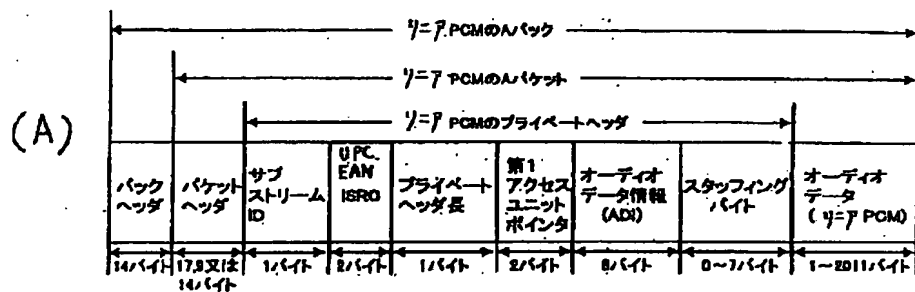 リニア PCMのAパック
リニア PCMのAパケット
リニア PCMのプライベートヘッダ
(A)
パック
ヘッダ
パケット
ヘッダ
サブ
ストリーム
ID
UPC.
EAN
ISRC
プライベート
ヘッダ長
第1
アクセス
ユニット
ポインタ
オーディオ
データ情報
(ADI)
スタッフィング
バイト
オーディオ
データ
(リニア PCM)
14バイト
17,9又は
14バイト
1バイト
2バイト
1バイト
2バイト
8バイト
0〜7バイト
1〜2011バイト